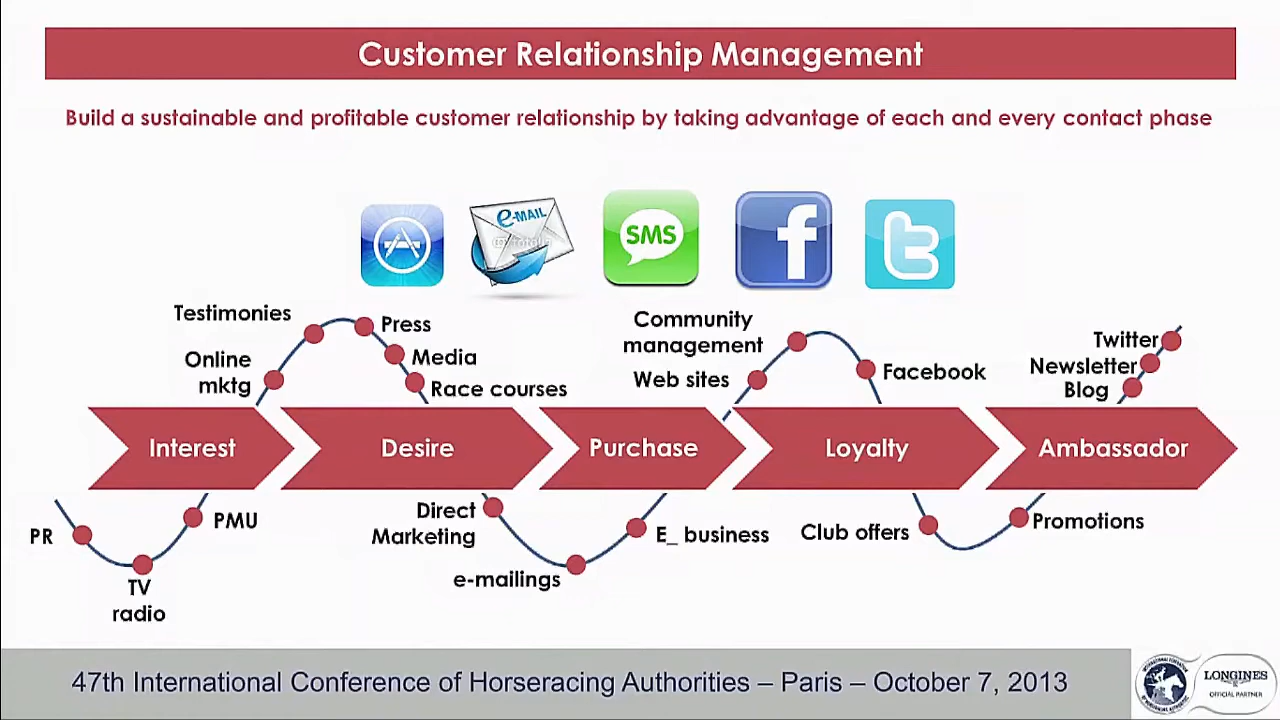 Customer Relationship Management
Build a sustainable and profitable customer relationship by taking advantage of each and every contact phase
e-MAIL
SMS
Testimonies
Online
mktg
Press
Media
Race courses
Community
management
Web sites
Facebook
Twitter
Newsletter
Blog
Interest
Desire
Purchase
Loyalty
Ambassador
PR
TV
radio
PMU
Direct
Marketing
e-mailings
E_ business
Club offers
Promotions
47th International Conference of Horseracing Authorities – Paris – October 7, 2013
LONGINES
OFFICIAL PARTNER